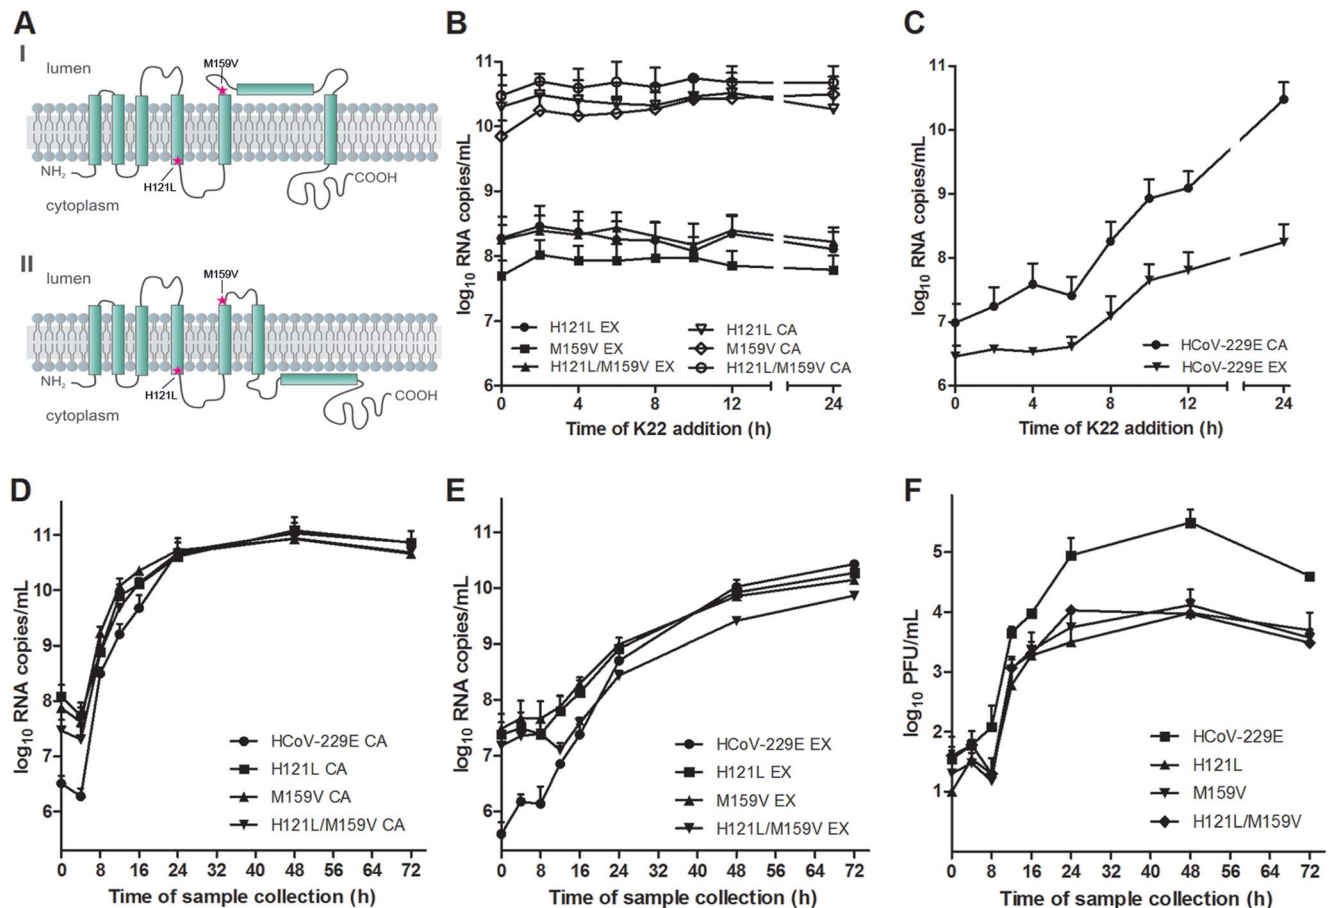 A
I
lumen
M159V
NH2
H121L
COOH
cytoplasm
II
lumen
M159V
NH2
H121L
COOH
cytoplasm
B
log10 RNA copies/mL
11
10
9
8
7
6
H121L EX
M159V EX
H121L/M159V EX
H121L CA
M159V CA
H121L/M159V CA
0 4 8 12 24
Time of K22 addition (h)
C
log10 RNA copies/mL
11
10
9
8
7
6
HCoV-229E CA
HCoV-229E EX
0 4 8 12 24
Time of K22 addition (h)
D
log10 RNA copies/mL
11
10
9
8
7
6
HCoV-229E CA
H121L CA
M159V CA
H121L/M159V CA
0 8 16 24 32 40 48 56 64 72
Time of sample collection (h)
E
log10 RNA copies/mL
11
10
9
8
7
6
HCoV-229E EX
H121L EX
M159V EX
H121L/M159V EX
0 8 16 24 32 40 48 56 64 72
Time of sample collection (h)
F
log10 PFU/mL
5
4
3
2
1
HCoV-229E
H121L
M159V
H121L/M159V
0 8 16 24 32 40 48 56 64 72
Time of sample collection (h)